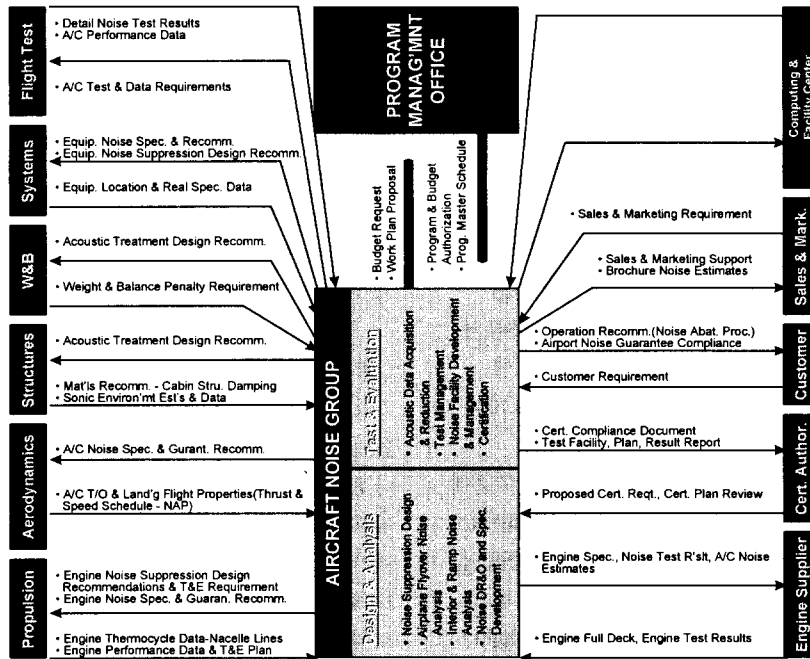 Flight Test
• Detail Noise Test Results
• A/C Performance Data
• A/C Test & Data Requirements
Systems
• Equip. Noise Spec. & Recomm.
• Equip. Noise Suppression Design Recomm.
• Equip. Location & Real Spec. Data
W&B
• Acoustic Treatment Design Recomm.
• Weight & Balance Penalty Requirement
Structures
• Acoustic Treatment Design Recomm.
• Mat'ls Recomm. - Cabin Stru. Damping
• Sonic Environ'mt Est's & Data
Aerodynamics
• A/C Noise Spec. & Gurant. Recomm.
• A/C T/O & Land'g Flight Properties(Thrust &
Speed Schedule - NAP)
Propulsion
• Engine Noise Suppression Design
Recommendations & T&E Requirement
• Engine Noise Spec. & Guaran. Recomm.
• Engine Thermocycle Data-Nacelle Lines
• Engine Performance Data & T&E Plan
PROGRAM
MANAG'MNT
OFFICE
• Budget Request
• Work Plan Proposal
• Program & Budget
Authorization
• Prog. Master Schedule
AIRCRAFT NOISE GROUP
Test & Evaluation
• Acoustic Data Acquisition
& Reduction
• Test Management
• Noise Facility Development
& Management
• Certification
Design & Analysis
• Noise Suppression Design
• Airplane Flyover Noise
Analysis
• Interior & Ramp Noise
Analysis
• Noise DR&O and Spec.
Development
Computing &
Facility Center
Sales & Mark.
• Sales & Marketing Requirement
• Sales & Marketing Support
• Brochure Noise Estimates
Customer
• Operation Recomm.(Noise Abat. Proc.)
• Airport Noise Guarantee Compliance
• Customer Requirement
Cert. Author.
• Cert. Compliance Document
• Test Facility, Plan, Result Report
• Proposed Cert. Reqt., Cert. Plan Review
Engine Supplier
• Engine Spec., Noise Test R'slt, A/C Noise
Estimates
• Engine Full Deck, Engine Test Results